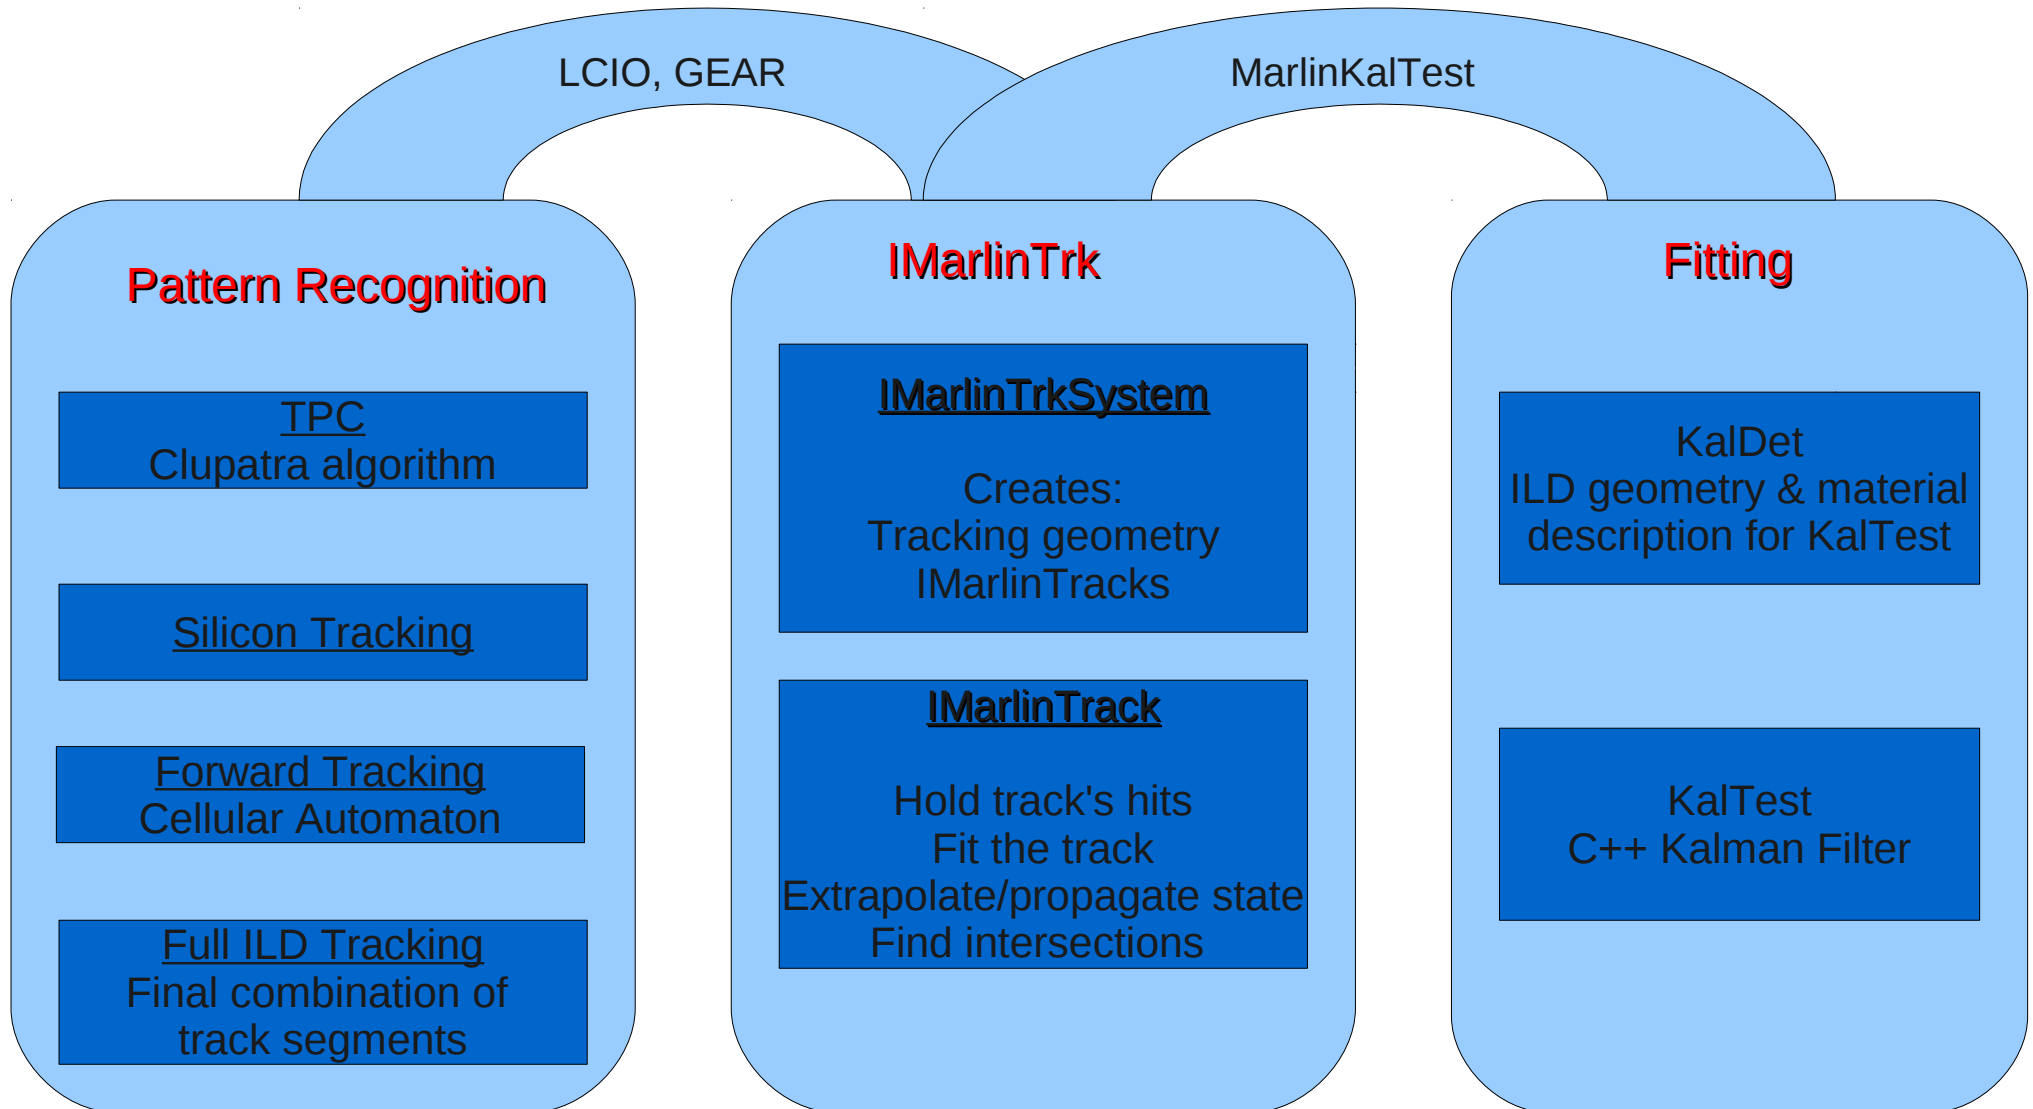 LCIO, GEAR
MarlinKalTest
Pattern Recognition
TPC
Clupatra algorithm
Silicon Tracking
Forward Tracking
Cellular Automaton
Full ILD Tracking
Final combination of
track segments
IMarlinTrk
IMarlinTrkSystem
Creates:
Tracking geometry
IMarlinTracks
IMarlinTrack
Hold track's hits
Fit the track
Extrapolate/propagate state
Find intersections
Fitting
KalDet
ILD geometry & material
description for KalTest
KalTest
C++ Kalman Filter